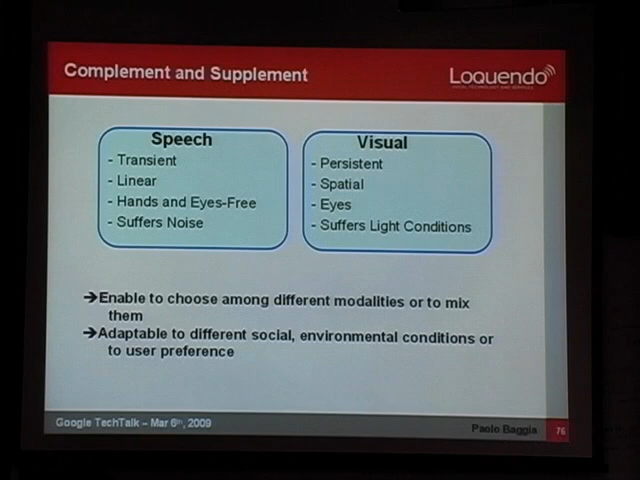 Complement and Supplement
Loquendo
Speech
- Transient
- Linear
- Hands and Eyes-Free
- Suffers Noise
Visual
- Persistent
- Spatial
- Eyes
- Suffers Light Conditions
➔Enable to choose among different modalities or to mix
them
➔Adaptable to different social, environmental conditions or
to user preference
Google TechTalk – Mar 6th, 2009
Paolo Baggia
76